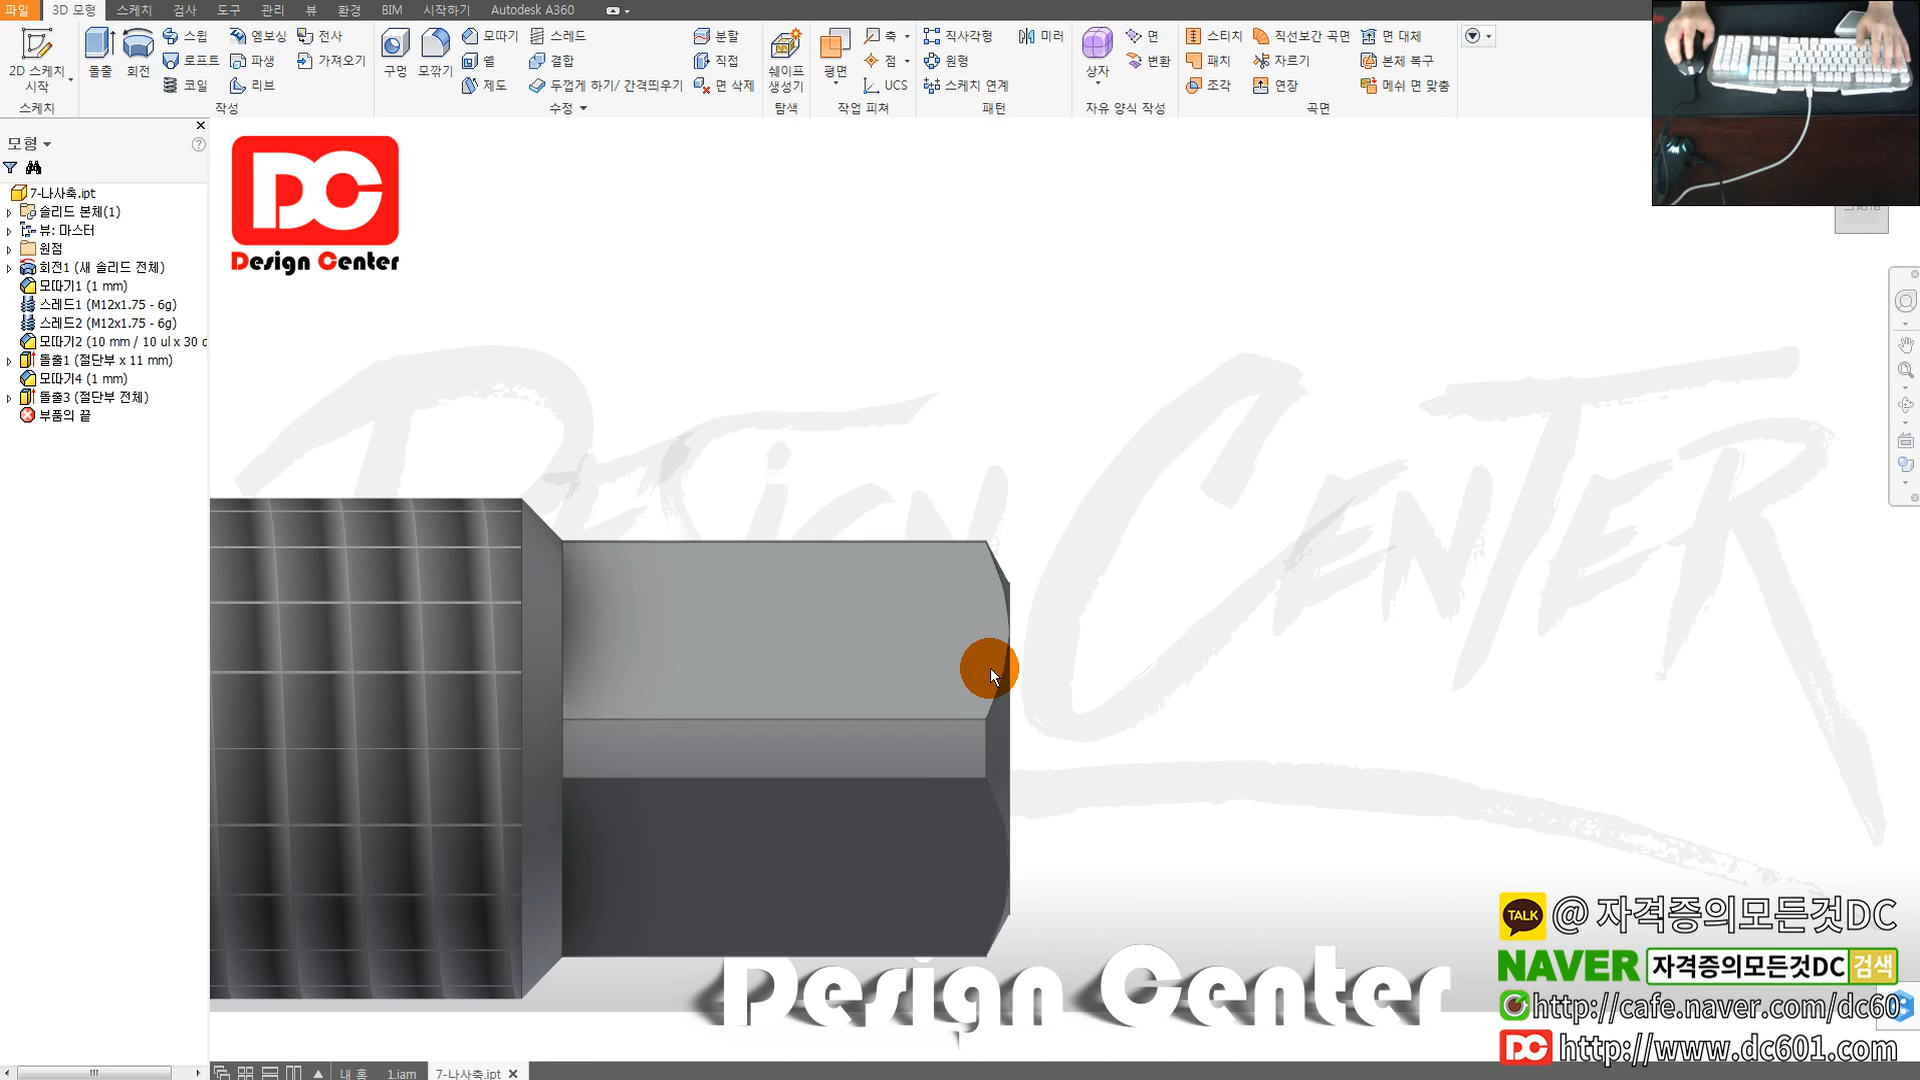 파일 3D 모형 스케치 검사 도구 관리 뷰 환경 BIM 시작하기 Autodesk A360
2D 스케치 시작
스케치
돌출 회전 스윕 엠보싱 전사
로프트 파생 가져오기
코일 리브
작성
구멍 모깎기 모따기 스레드 분할
쉘 결합 직접
제도 두껍게 하기/ 간격띄우기 면 삭제
수정
쉐이프 생성기
탐색
평면 축
점
UCS
작업 피쳐
직사각형 미러
원형
스케치 연계
패턴
상자 면
변환
자유 양식 작성
스티치 직선보간 곡면 면 대체
패치 자르기 본체 복구
조각 연장 메쉬 면 맞춤
곡면
모형
7-나사축.ipt
솔리드 본체(1)
뷰: 마스터
원점
회전1 (새 솔리드 전체)
모따기1 (1 mm)
스레드1 (M12x1.75 - 6g)
스레드2 (M12x1.75 - 6g)
모따기2 (10 mm / 10 ul x 30 d
돌출1 (절단부 x 11 mm)
모따기4 (1 mm)
돌출3 (절단부 전체)
부품의 끝
DC
Design Center
DESIGN CENTER
Design Center
TALK @ 자격증의모든것DC
NAVER 자격증의모든것DC 검색
http://cafe.naver.com/dc60
DC http://www.dc601.com
내 홈 1.iam 7-나사축.ipt